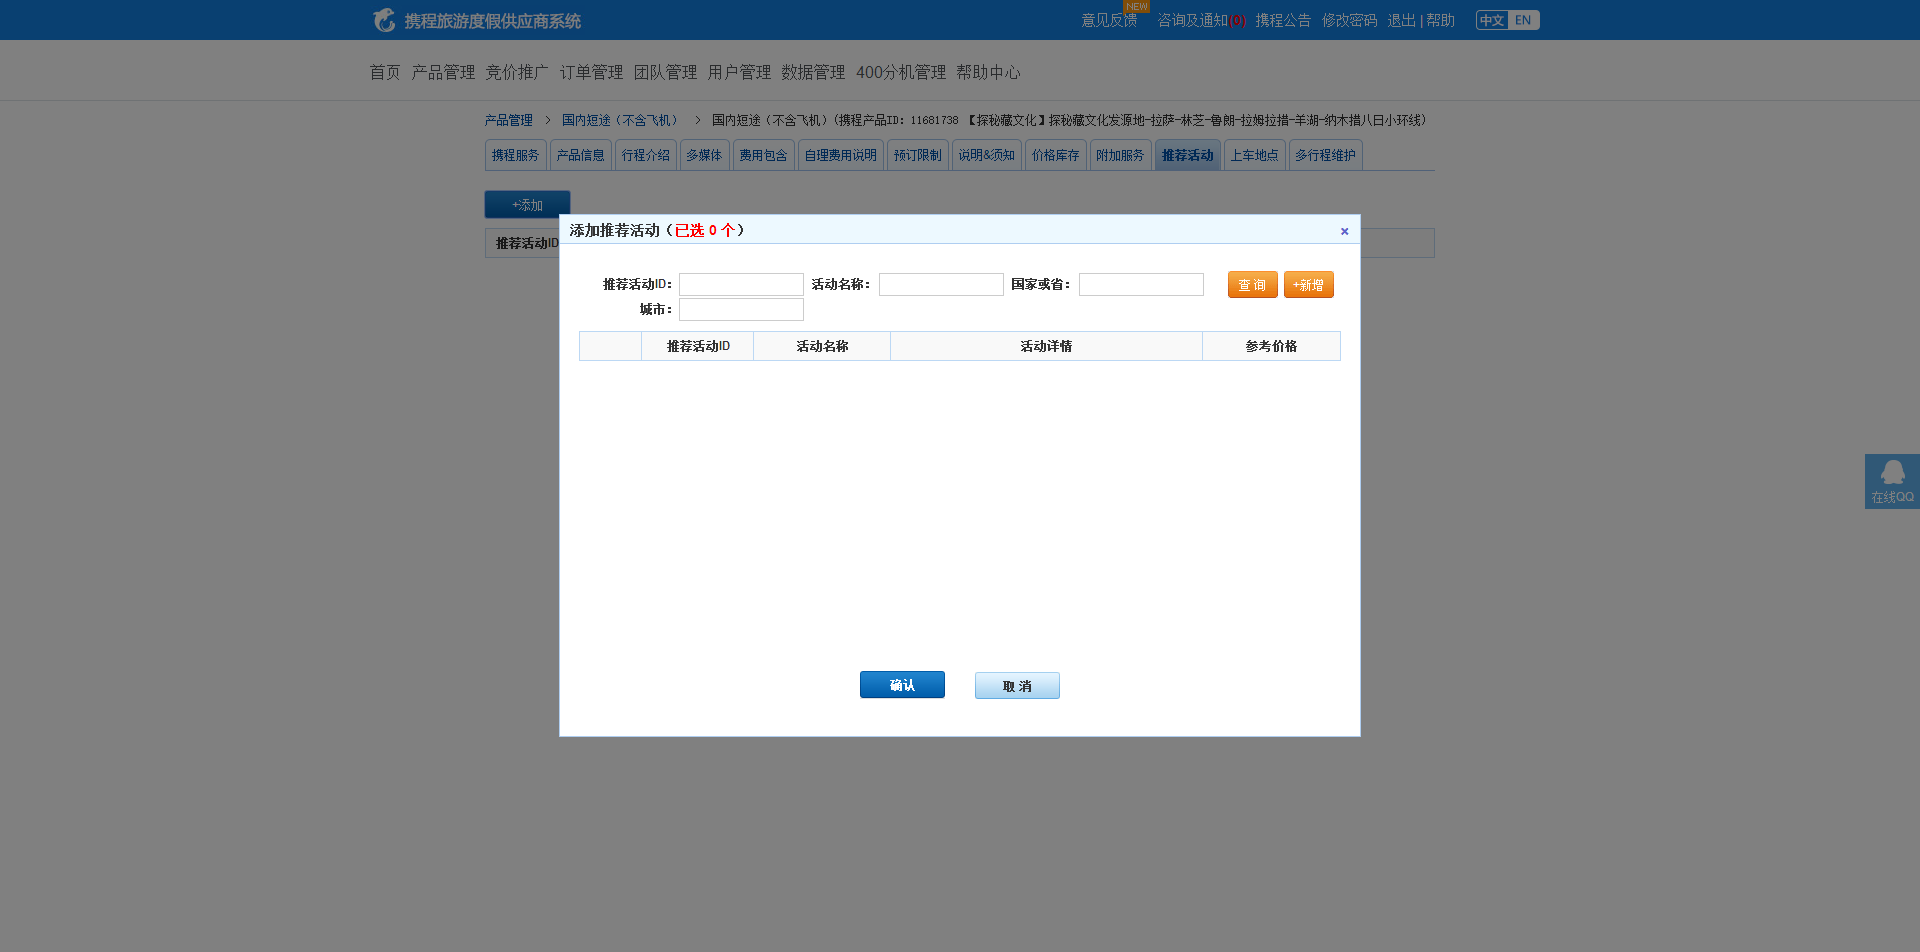 携程旅游度假供应商系统
意见反馈 NEW 咨询及通知(0) 携程公告 修改密码 退出 | 帮助 中文 EN
首页 产品管理 竞价推广 订单管理 团队管理 用户管理 数据管理 400分机管理 帮助中心
产品管理 > 国内短途（不含飞机） > 国内短途（不含飞机）(携程产品ID: 11681738 【探秘藏文化】探秘藏文化发源地-拉萨-林芝-鲁朗-拉姆拉措-羊湖-纳木措八日小环线)
携程服务 产品信息 行程介绍 多媒体 费用包含 自理费用说明 预订限制 说明&须知 价格库存 附加服务 推荐活动 上车地点 多行程维护
+添加
推荐活动ID
添加推荐活动（已选 0 个） ×
推荐活动ID： 活动名称： 国家或省： 查 询 +新增
城市：
推荐活动ID 活动名称 活动详情 参考价格
在线QQ
确认 取 消